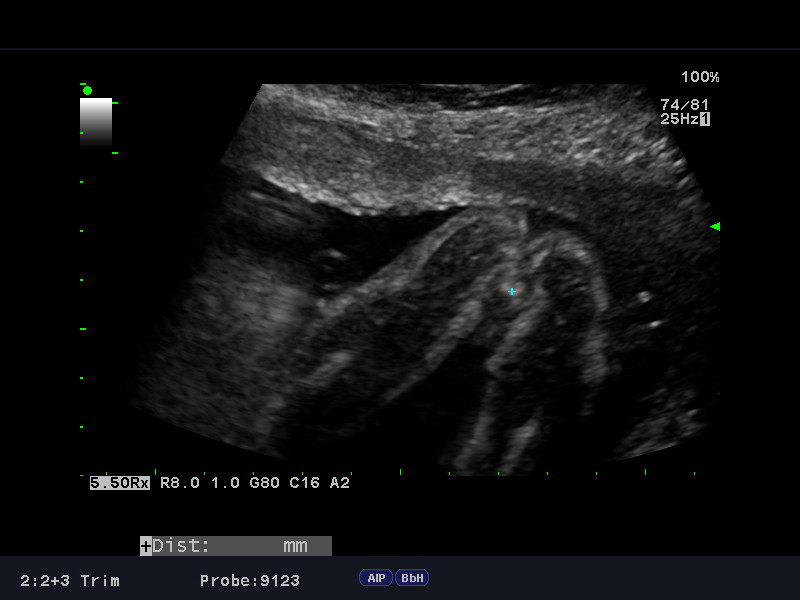 100%
74/81
25Hz1
5.50Rx R8.0 1.0 G80 C16 A2
+Dist: mm
2:2+3 Trim Probe:9123 AIP BbH